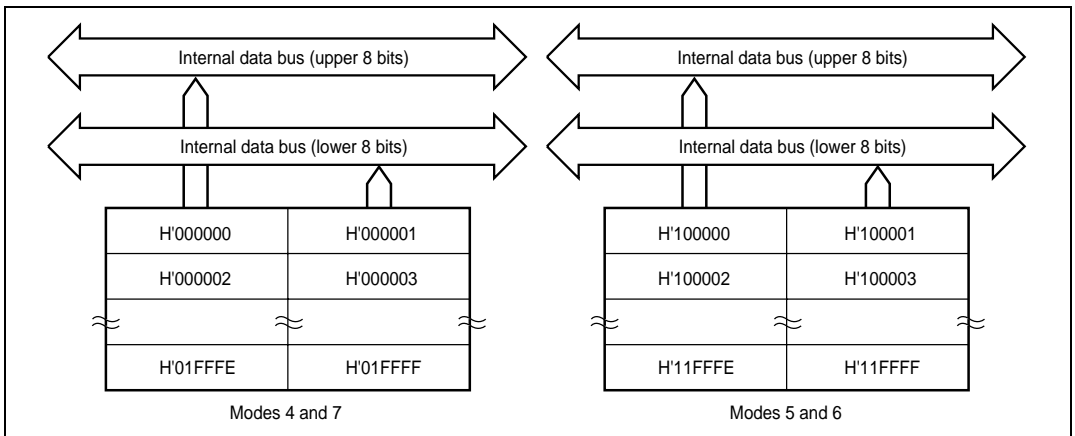 Internal data bus (upper 8 bits)
Internal data bus (lower 8 bits)
H'000000 H'000001
H'000002 H'000003
H'01FFFE H'01FFFF
Modes 4 and 7
Internal data bus (upper 8 bits)
Internal data bus (lower 8 bits)
H'100000 H'100001
H'100002 H'100003
H'11FFFE H'11FFFF
Modes 5 and 6